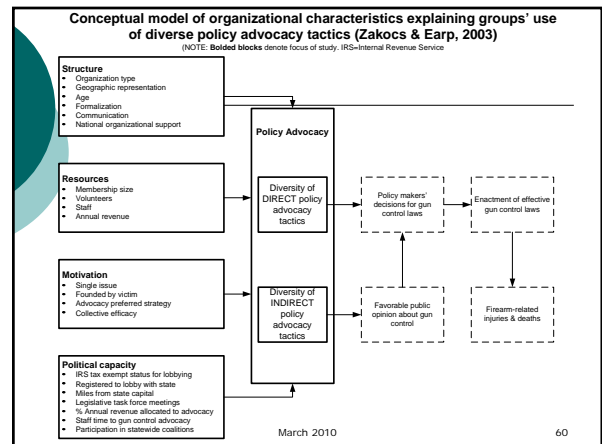 Conceptual model of organizational characteristics explaining groups' use
of diverse policy advocacy tactics (Zakocs & Earp, 2003)
(NOTE: Bolded blocks denote focus of study. IRS=Internal Revenue Service
Structure
• Organization type
• Geographic representation
• Age
• Formalization
• Communication
• National organizational support
Policy Advocacy
Resources
• Membership size
• Volunteers
• Staff
• Annual revenue
Diversity of
DIRECT policy
advocacy
tactics
Policy makers'
decisions for gun
control laws
Enactment of effective
gun control laws
Motivation
• Single issue
• Founded by victim
• Advocacy preferred strategy
• Collective efficacy
Diversity of
INDIRECT
policy
advocacy
tactics
Favorable public
opinion about gun
control
Firearm-related
injuries & deaths
Political capacity
• IRS tax exempt status for lobbying
• Registered to lobby with state
• Miles from state capital
• Legislative task force meetings
• % Annual revenue allocated to advocacy
• Staff time to gun control advocacy
• Participation in statewide coalitions
March 2010
60